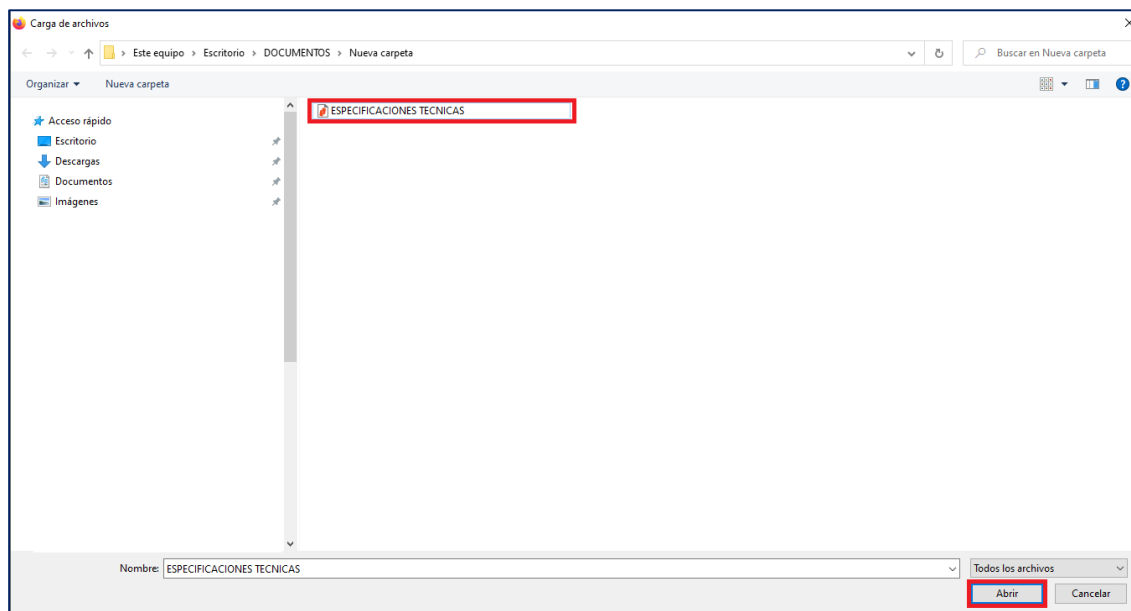 Carga de archivos
Este equipo > Escritorio > DOCUMENTOS > Nueva carpeta
Buscar en Nueva carpeta
Organizar
Nueva carpeta
ESPECIFICACIONES TECNICAS
Acceso rápido
Escritorio
Descargas
Documentos
Imágenes
Nombre: ESPECIFICACIONES TECNICAS
Todos los archivos
Abrir
Cancelar